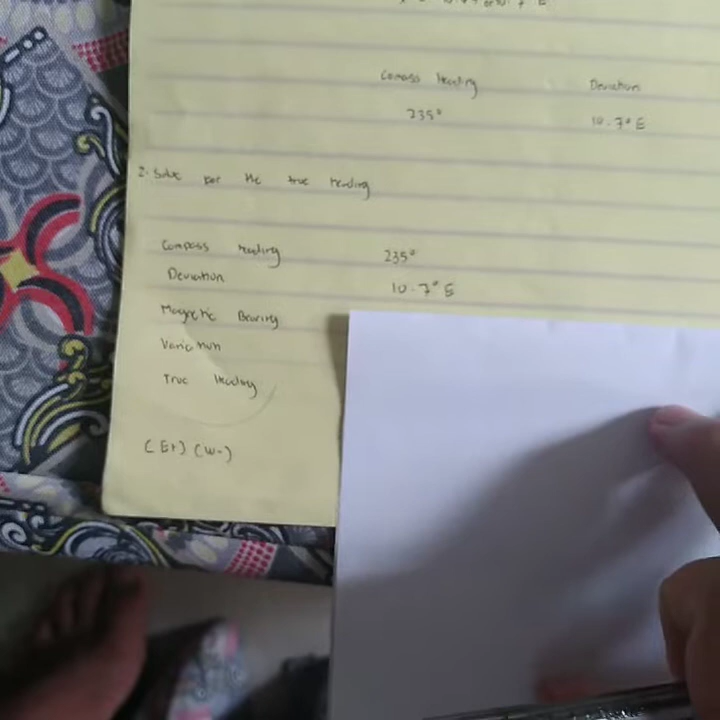 Compass Heading Deviation
235° 10.7° E
2. Solve for the true heading
Compass heading 235°
Deviation 10.7° E
Magnetic Bearing
Variation
True Heading
(E+) (W-)